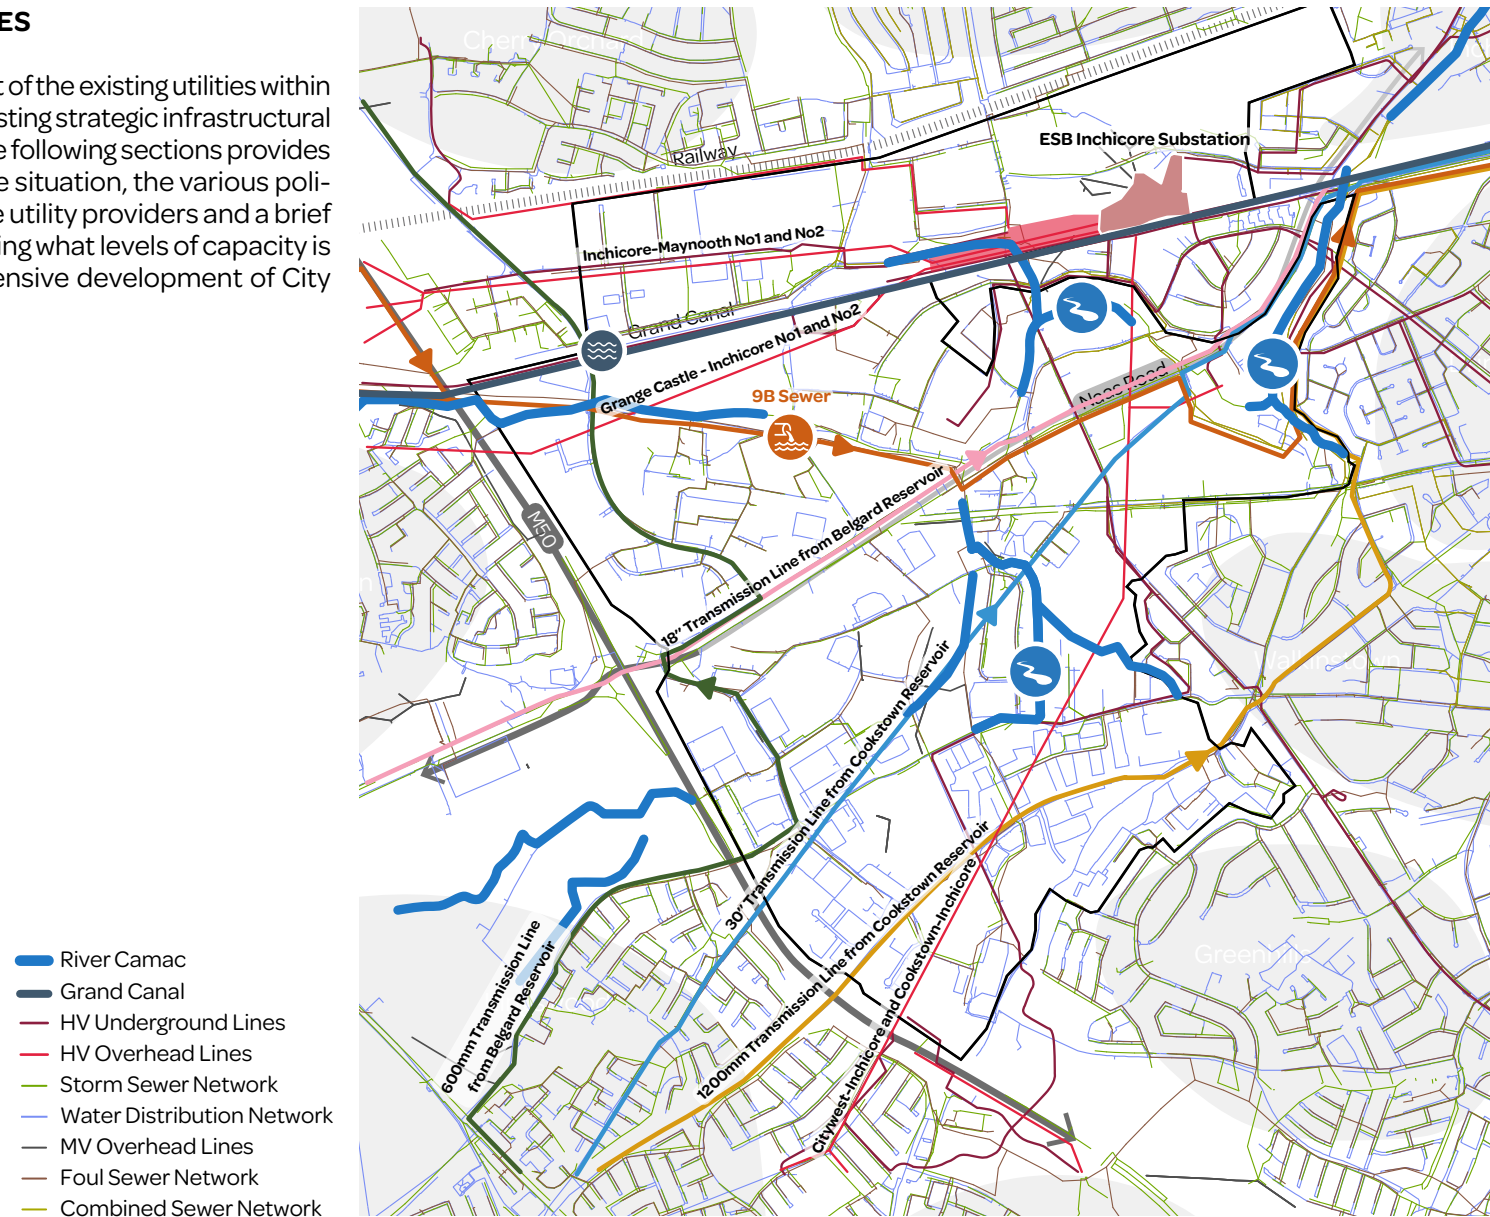 ES
t of the existing utilities within
sting strategic infrastructural
e following sections provides
e situation, the various poli-
e utility providers and a brief
ing what levels of capacity is
ensive development of City
River Camac
Grand Canal
HV Underground Lines
HV Overhead Lines
Storm Sewer Network
Water Distribution Network
MV Overhead Lines
Foul Sewer Network
Combined Sewer Network
Cherry Orchard
Railway
ESB Inchicore Substation
Inchicore-Maynooth No1 and No2
Grand Canal
Grange Castle - Inchicore No1 and No2
9B Sewer
Naas Road
M50
18" Transmission Line from Belgard Reservoir
Walkinstown
30" Transmission Line from Cookstown Reservoir
1200mm Transmission Line from Cookstown Reservoir
Citywest-Inchicore and Cookstown-Inchicore
600mm Transmission Line
from Belgard Reservoir